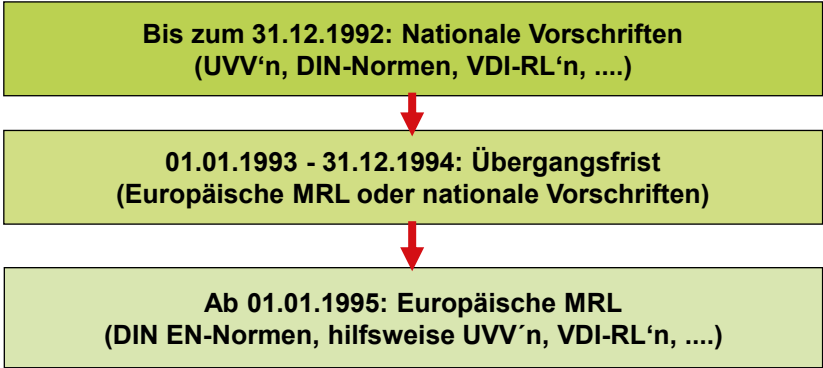 Bis zum 31.12.1992: Nationale Vorschriften
(UVV‘n, DIN-Normen, VDI-RL‘n, ....)
01.01.1993 - 31.12.1994: Übergangsfrist
(Europäische MRL oder nationale Vorschriften)
Ab 01.01.1995: Europäische MRL
(DIN EN-Normen, hilfsweise UVV´n, VDI-RL‘n, ....)